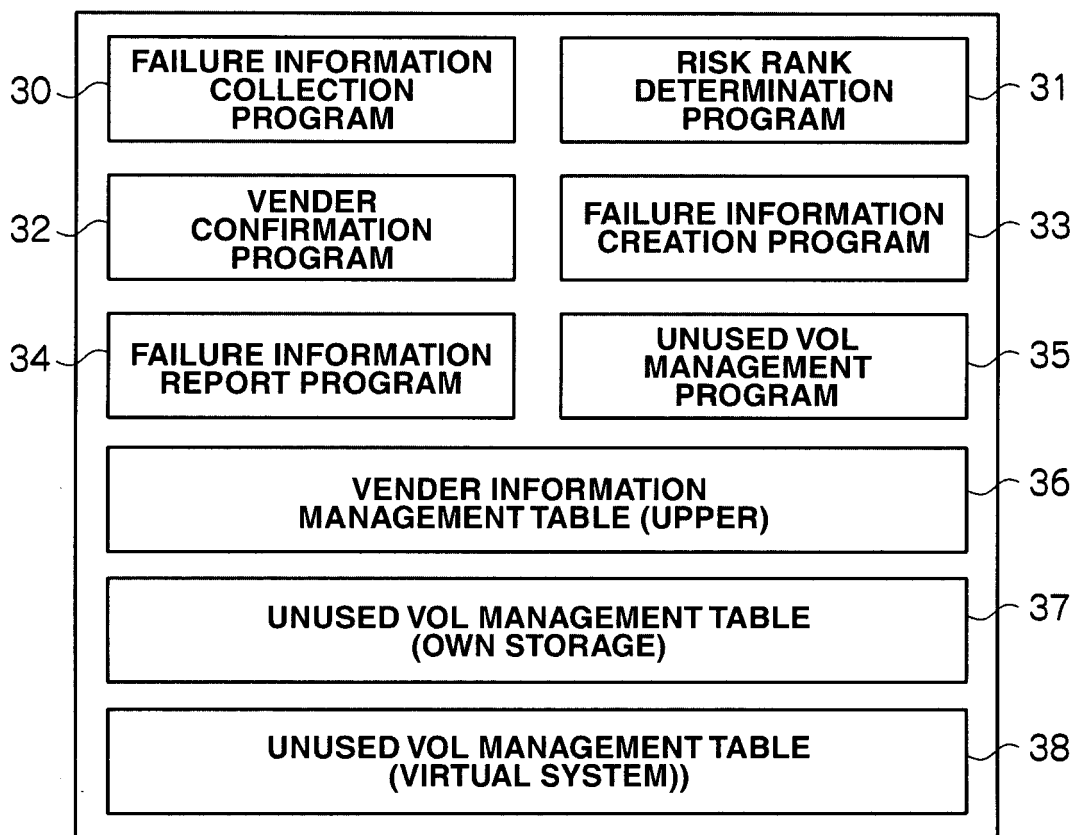 30
FAILURE INFORMATION
COLLECTION
PROGRAM
RISK RANK
DETERMINATION
PROGRAM
31
32
VENDER
CONFIRMATION
PROGRAM
FAILURE INFORMATION
CREATION PROGRAM
33
34
FAILURE INFORMATION
REPORT PROGRAM
UNUSED VOL
MANAGEMENT
PROGRAM
35
VENDER INFORMATION
MANAGEMENT TABLE (UPPER)
36
UNUSED VOL MANAGEMENT TABLE
(OWN STORAGE)
37
UNUSED VOL MANAGEMENT TABLE
(VIRTUAL SYSTEM))
38